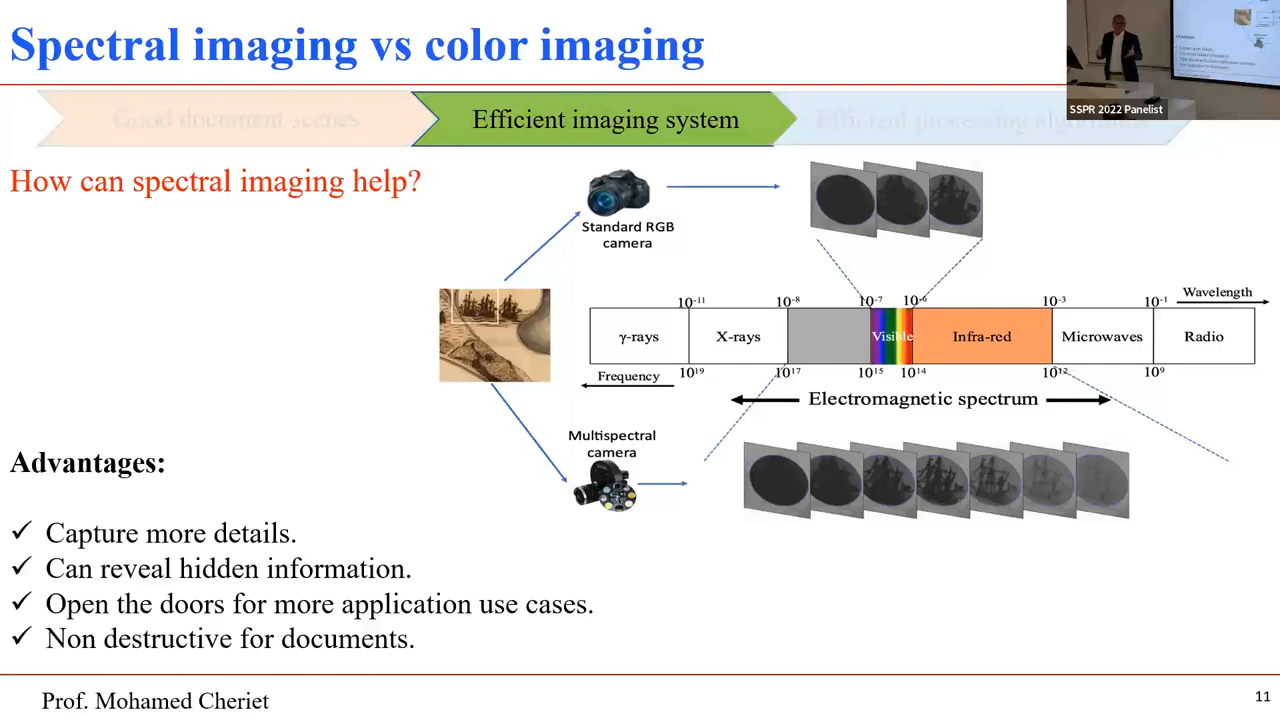 Spectral imaging vs color imaging
SSPR 2022 Panelist
Good document scenes
Efficient imaging system
How can spectral imaging help?
Standard RGB
camera
10⁻¹¹
10⁻⁸
10⁻⁷
10⁻⁶
10⁻³
10⁻¹
Wavelength
γ-rays
X-rays
Visible
Infra-red
Microwaves
Radio
Frequency
10¹⁹
10¹⁷
10¹⁵
10¹⁴
10¹²
10⁹
Electromagnetic spectrum
Multispectral
camera
Advantages:
✓ Capture more details.
✓ Can reveal hidden information.
✓ Open the doors for more application use cases.
✓ Non destructive for documents.
Prof. Mohamed Cheriet
11